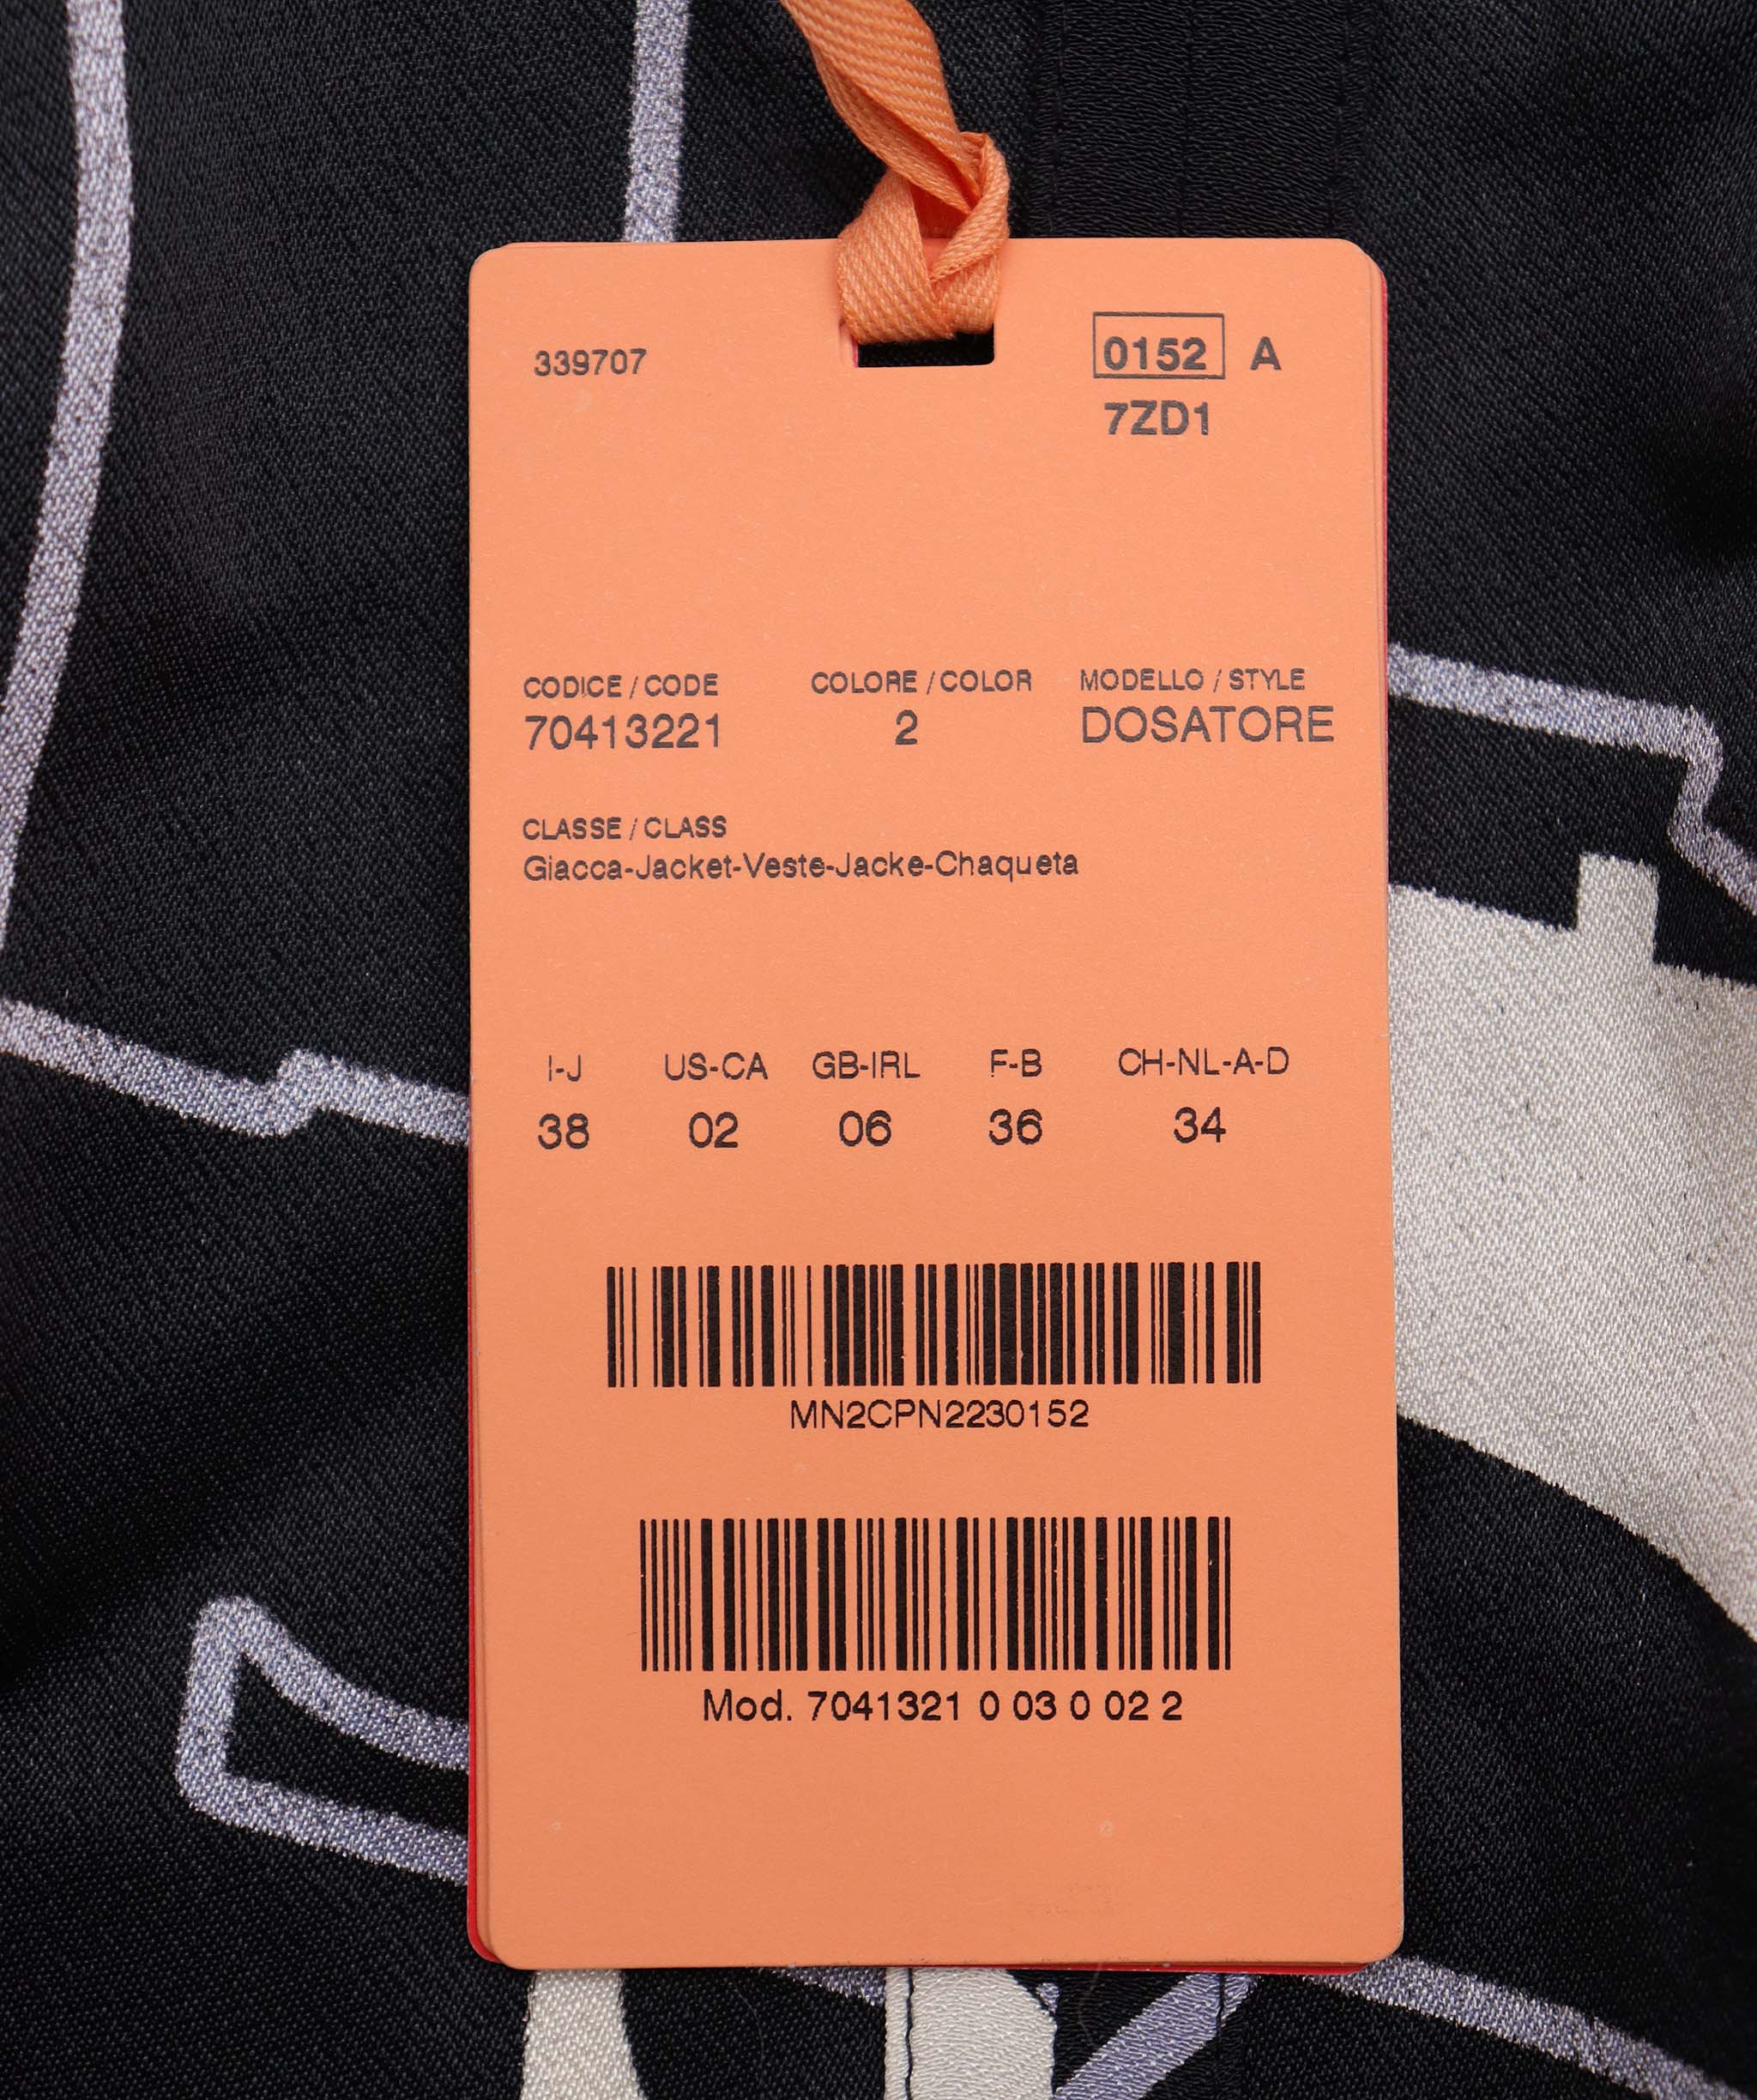 339707
0152 A
7ZD1
CODICE / CODE COLORE / COLOR MODELLO / STYLE
70413221 2 DOSATORE
CLASSE / CLASS
Giacca-Jacket-Veste-Jacke-Chaqueta
I-J US-CA GB-IRL F-B CH-NL-A-D
38 02 06 36 34
MN2CPN2230152
Mod. 7041321 0 03 0 02 2